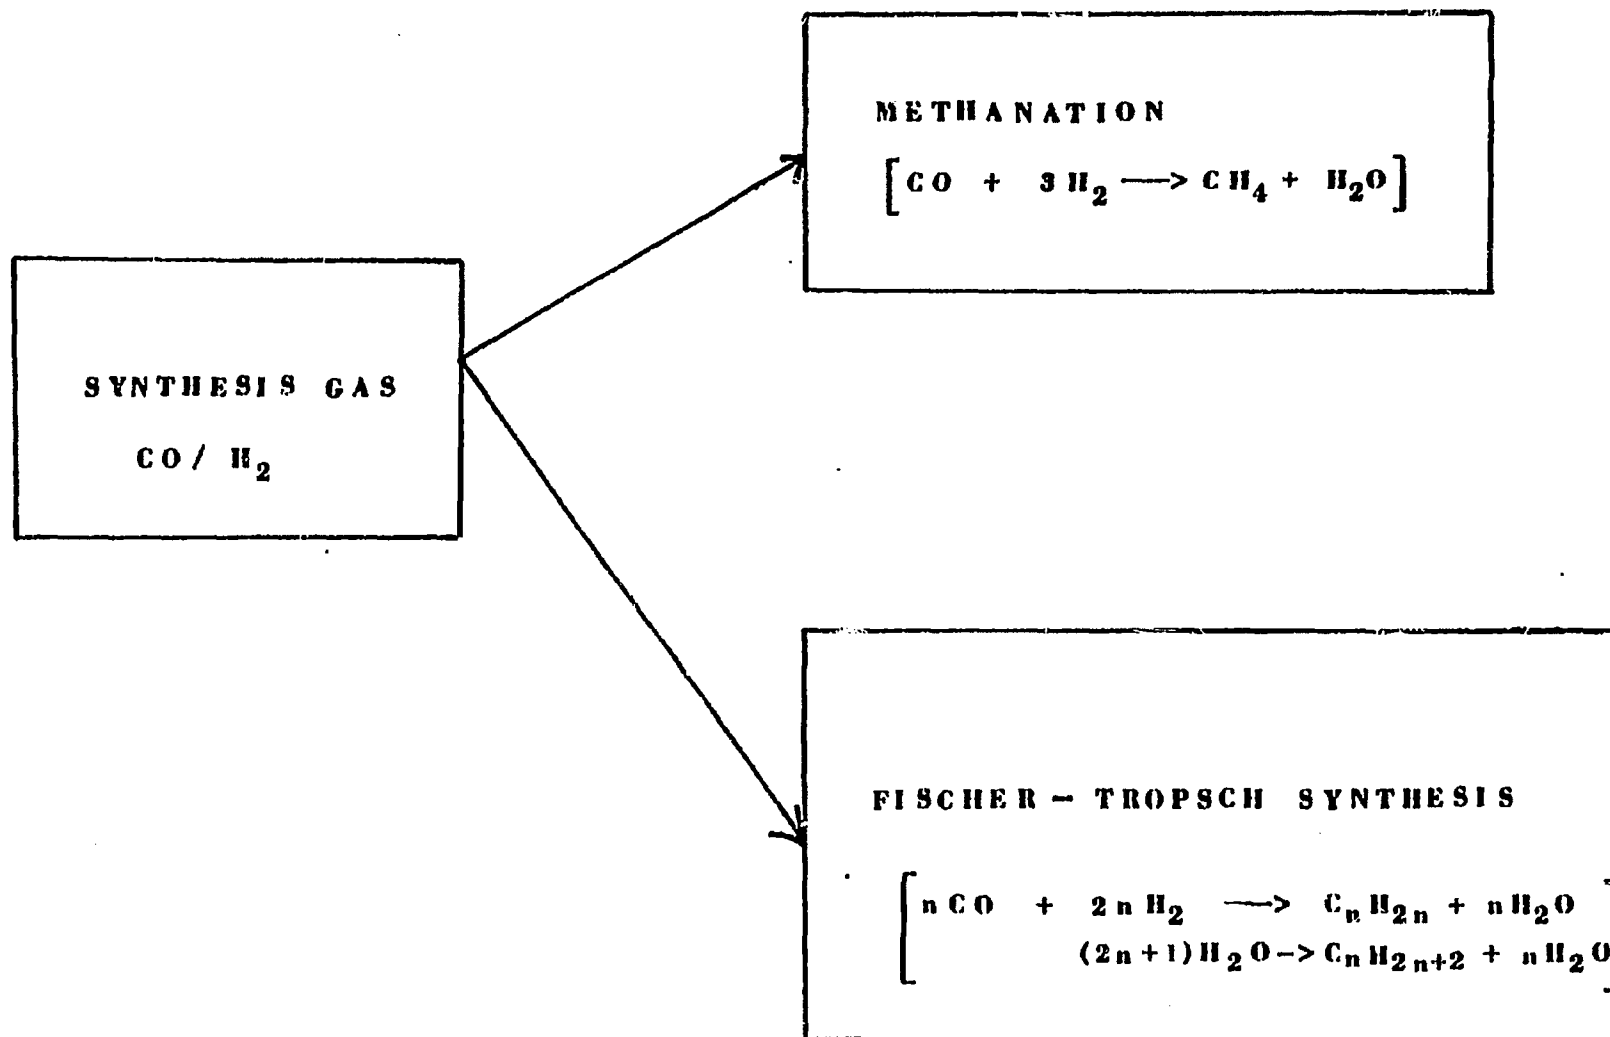 METHANATION
[CO + 3H₂ ⟶ CH₄ + H₂O]
SYNTHESIS GAS
CO/ H₂
FISCHER - TROPSCH SYNTHESIS
[nCO + 2nH₂ ⟶ CₙH₂ₙ + nH₂O]
(2n+1)H₂O-> CₙH₂ₙ₊₂ + nH₂O